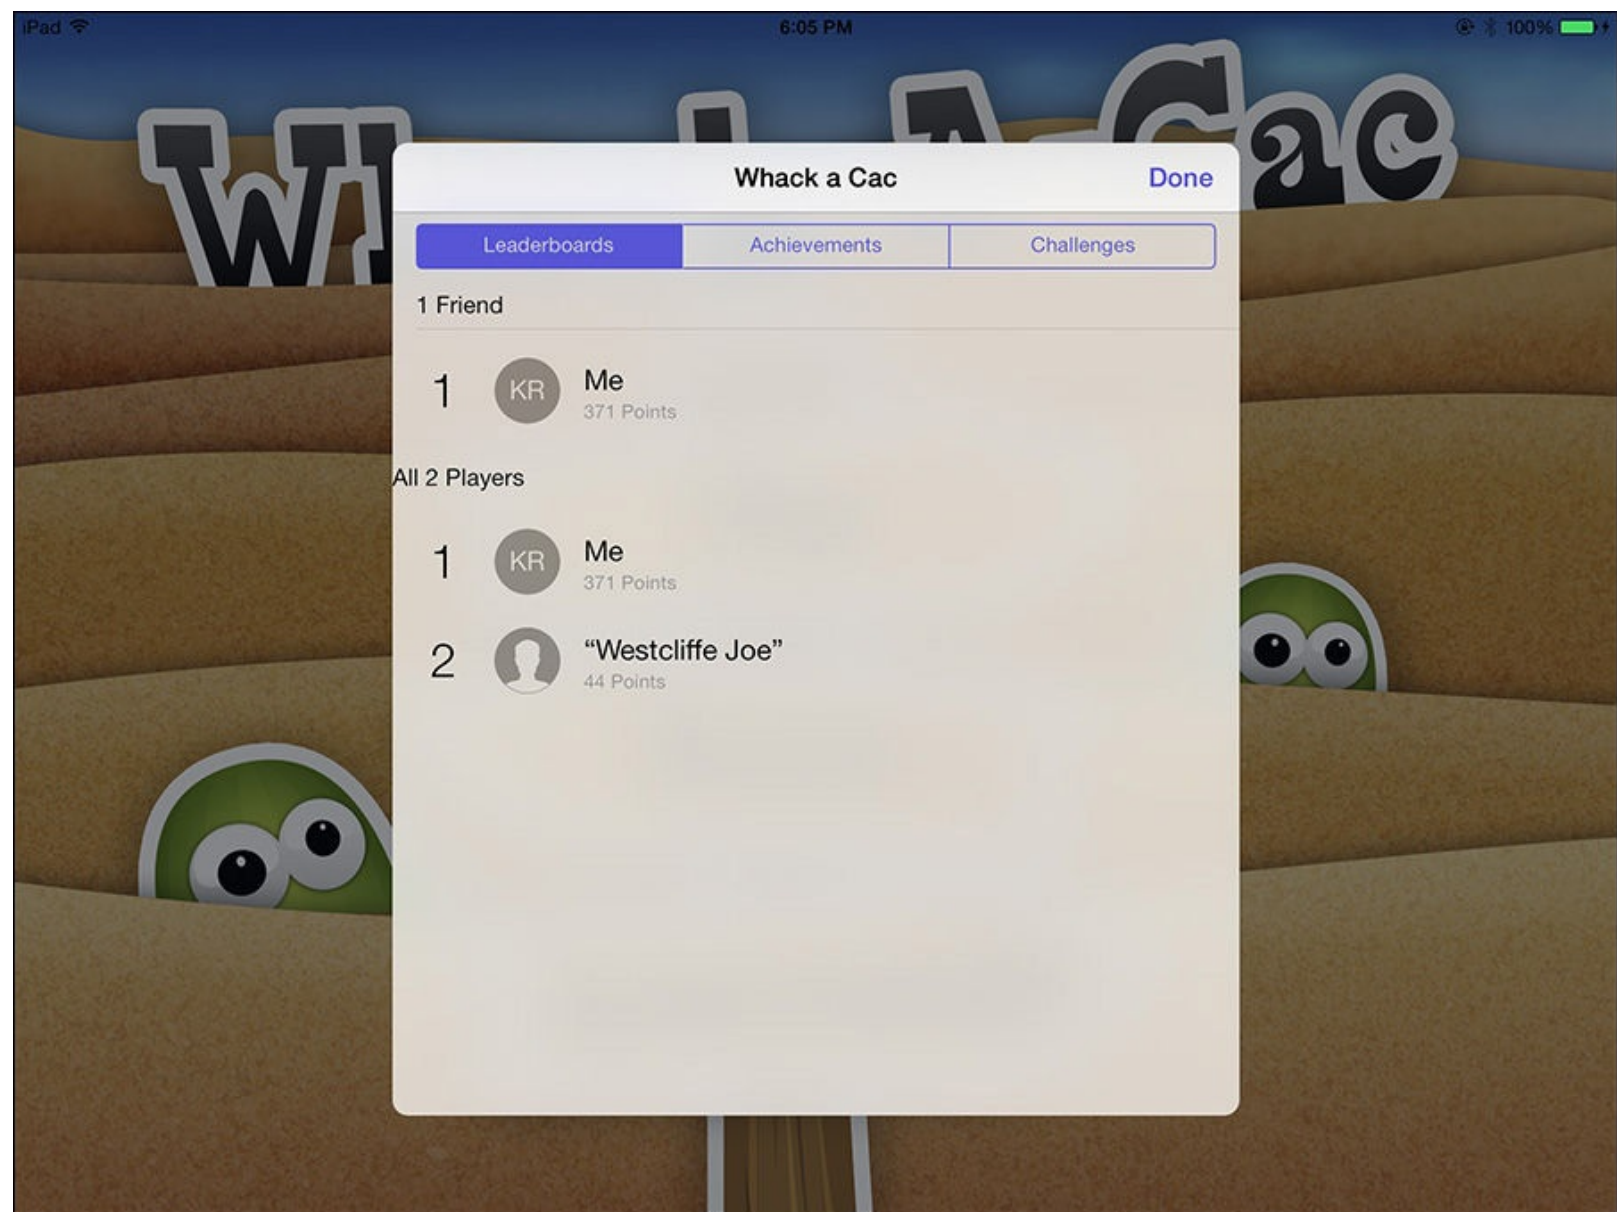 iPad
6:05 PM
100%
Whack a Cac
Done
Leaderboards
Achievements
Challenges
1 Friend
1
KR
Me
371 Points
All 2 Players
1
KR
Me
371 Points
2
“Westcliffe Joe”
44 Points